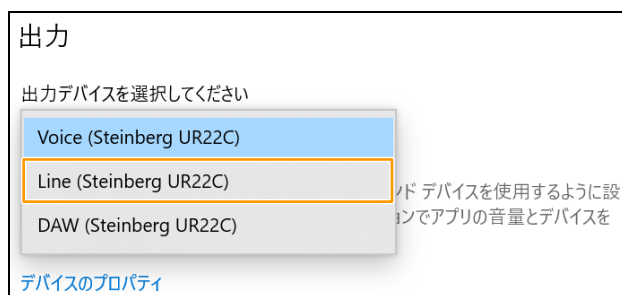 出力
出力デバイスを選択してください
Voice (Steinberg UR22C)
Line (Steinberg UR22C)
ンド デバイスを使用するように設
ョンでアプリの音量とデバイスを
DAW (Steinberg UR22C)
デバイスのプロパティ